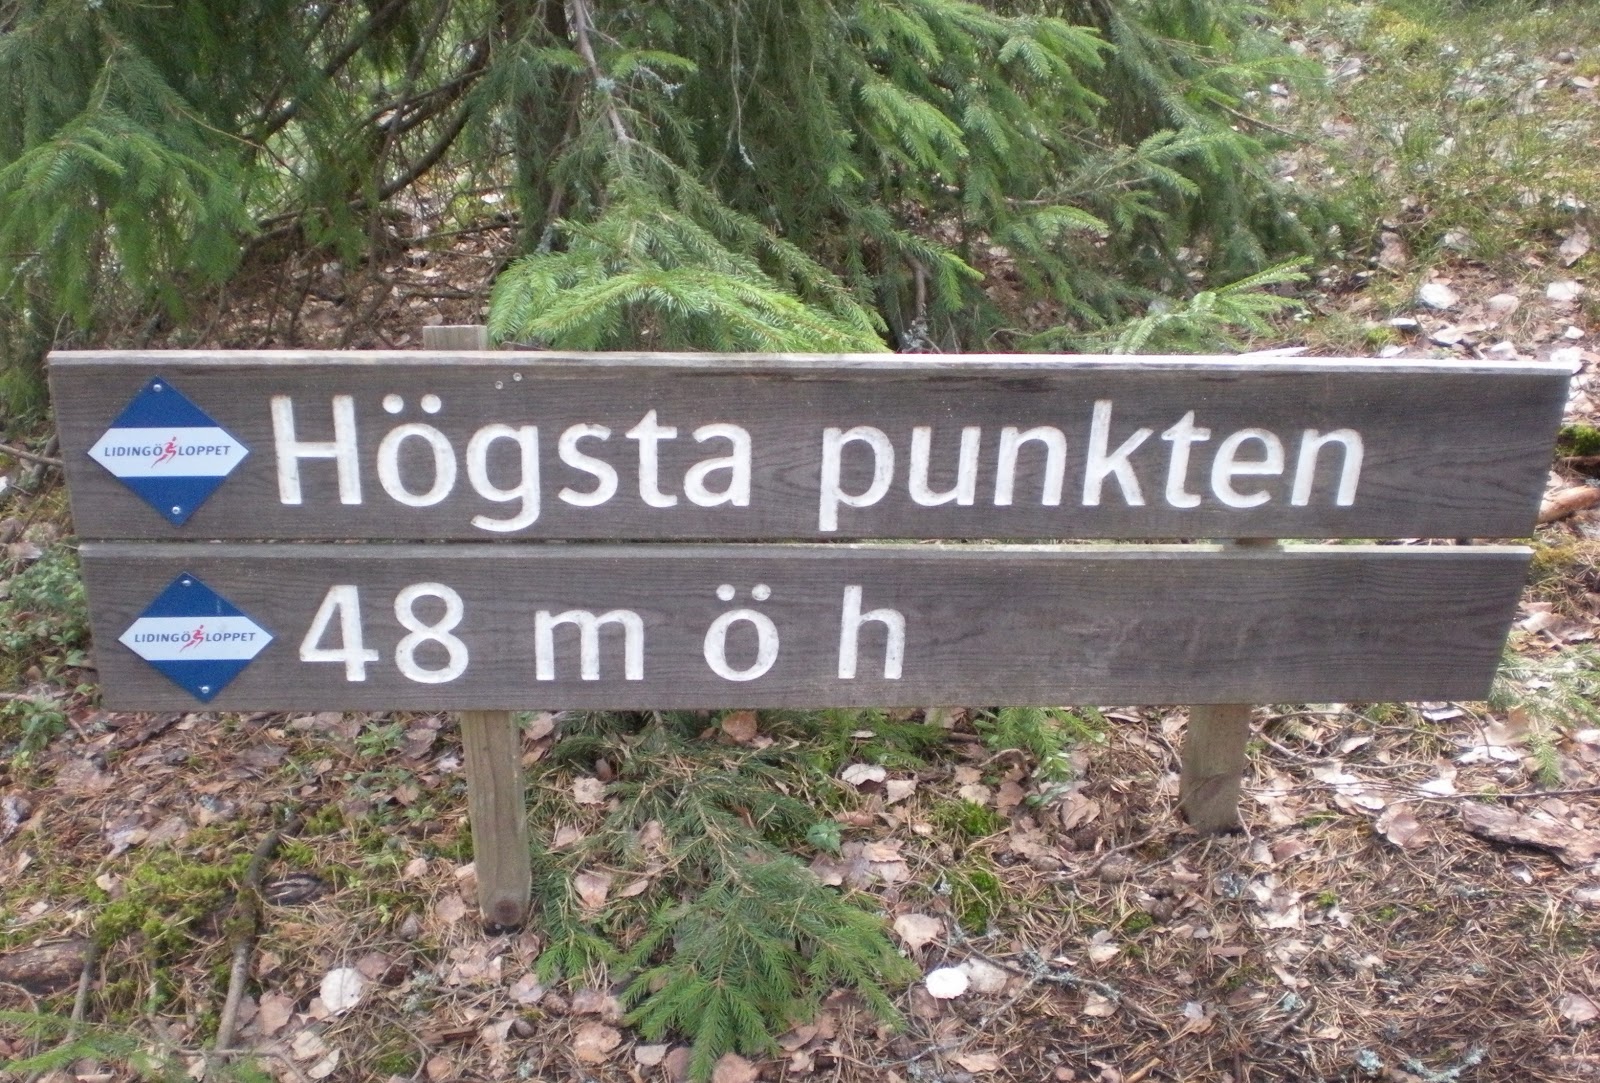 LIDINGÖLOPPET Högsta punkten
LIDINGÖLOPPET 48 m ö h